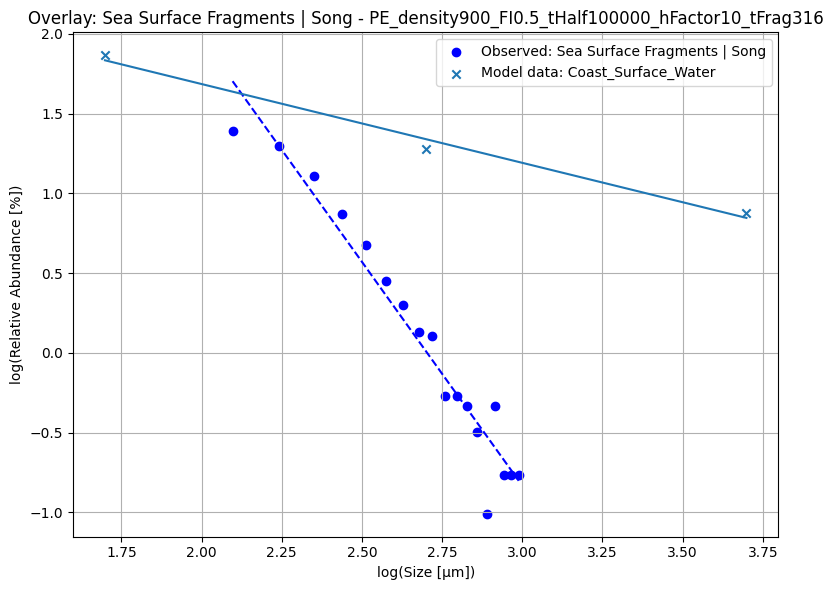 Overlay: Sea Surface Fragments | Song - PE_density900_FI0.5_tHalf100000_hFactor10_tFrag316
Observed: Sea Surface Fragments | Song
Model data: Coast_Surface_Water
log(Relative Abundance [%])
2.0
1.5
1.0
0.5
0.0
−0.5
−1.0
1.75 2.00 2.25 2.50 2.75 3.00 3.25 3.50 3.75
log(Size [μm])